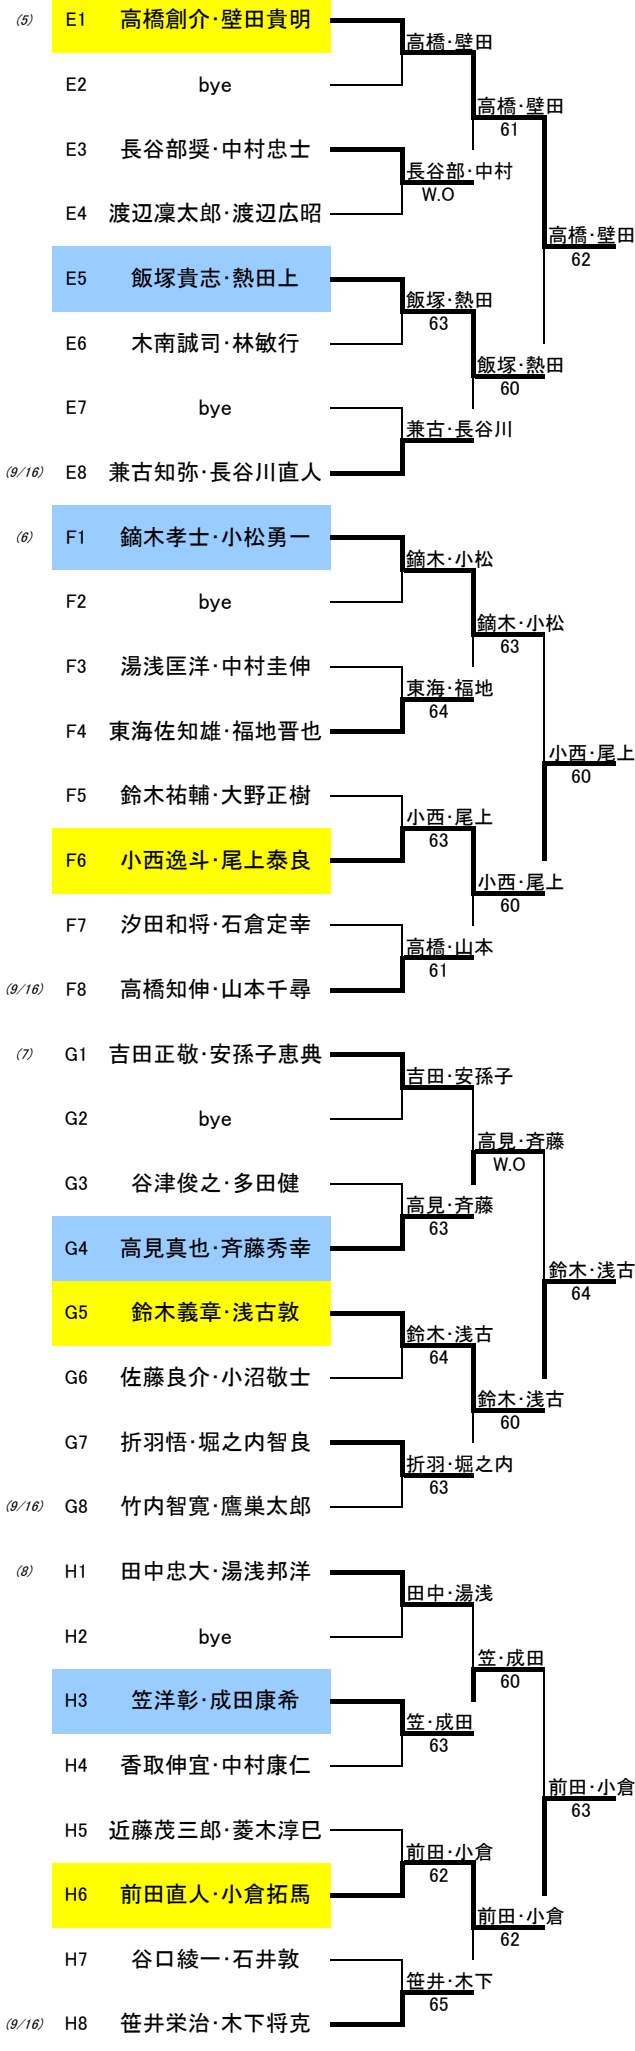 (5) E1 高橋創介・壁田貴明
高橋・壁田
E2 bye
高橋・壁田
61
E3 長谷部奨・中村忠士
長谷部・中村
W.O
E4 渡辺凜太郎・渡辺広昭
高橋・壁田
62
E5 飯塚貴志・熱田上
飯塚・熱田
63
E6 木南誠司・林敏行
飯塚・熱田
60
E7 bye
兼古・長谷川
(9/16) E8 兼古知弥・長谷川直人
(6) F1 鏑木孝士・小松勇一
鏑木・小松
F2 bye
鏑木・小松
63
F3 湯浅匡洋・中村圭伸
東海・福地
64
F4 東海佐知雄・福地晋也
小西・尾上
60
F5 鈴木祐輔・大野正樹
小西・尾上
63
F6 小西逸斗・尾上泰良
小西・尾上
60
F7 汐田和将・石倉定幸
高橋・山本
61
(9/16) F8 高橋知伸・山本千尋
(7) G1 吉田正敬・安孫子恵典
吉田・安孫子
G2 bye
高見・斉藤
W.O
G3 谷津俊之・多田健
高見・斉藤
63
G4 高見真也・斉藤秀幸
鈴木・浅古
64
G5 鈴木義章・浅古敦
鈴木・浅古
64
G6 佐藤良介・小沼敬士
鈴木・浅古
60
G7 折羽悟・堀之内智良
折羽・堀之内
63
(9/16) G8 竹内智寛・鷹巣太郎
(8) H1 田中忠大・湯浅邦洋
田中・湯浅
H2 bye
笠・成田
60
H3 笠洋彰・成田康希
笠・成田
63
H4 香取伸宜・中村康仁
前田・小倉
63
H5 近藤茂三郎・菱木淳巳
前田・小倉
62
H6 前田直人・小倉拓馬
前田・小倉
62
H7 谷口綾一・石井敦
笹井・木下
65
(9/16) H8 笹井栄治・木下将克